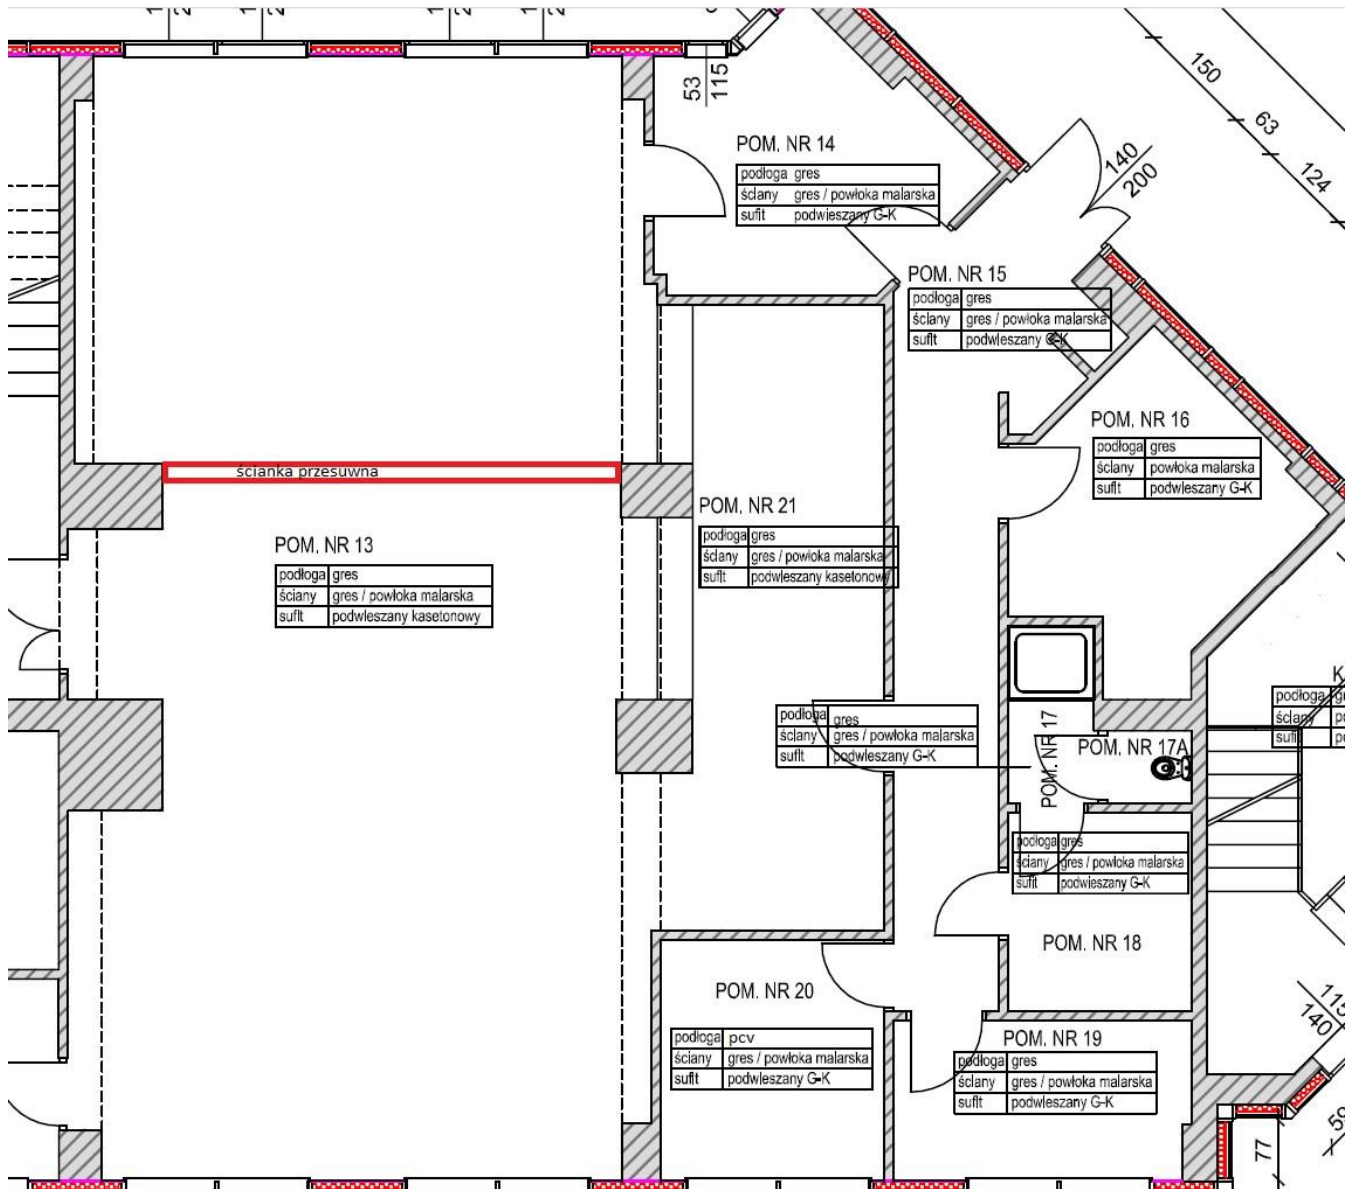 53
115
150
63
124
140
200
POM. NR 14
podłoga gres
ściany gres / powłoka malarska
sufit podwieszany G-K
POM. NR 15
podłoga gres
ściany gres / powłoka malarska
sufit podwieszany G-K
POM. NR 16
podłoga gres
ściany powłoka malarska
sufit podwieszany G-K
ścianka przesuwna
POM. NR 21
podłoga gres
ściany gres / powłoka malarska
sufit podwieszany kasetonowy
POM. NR 13
podłoga gres
ściany gres / powłoka malarska
sufit podwieszany kasetonowy
podłoga gres
ściany gres / powłoka malarska
sufit podwieszany G-K
POM. NR 17
POM. NR 17A
podłoga
ściany
sufit
podłoga gres
ściany gres / powłoka malarska
sufit podwieszany G-K
POM. NR 18
POM. NR 20
podłoga pcv
ściany gres / powłoka malarska
sufit podwieszany G-K
POM. NR 19
podłoga gres
ściany gres / powłoka malarska
sufit podwieszany G-K
115
140
77
59